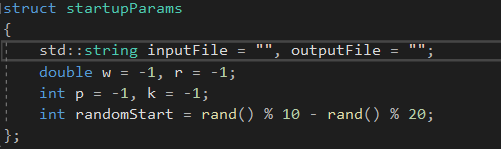 struct startupParams
{
    std::string inputFile = "", outputFile = "";
    double w = -1, r = -1;
    int p = -1, k = -1;
    int randomStart = rand() % 10 - rand() % 20;
};